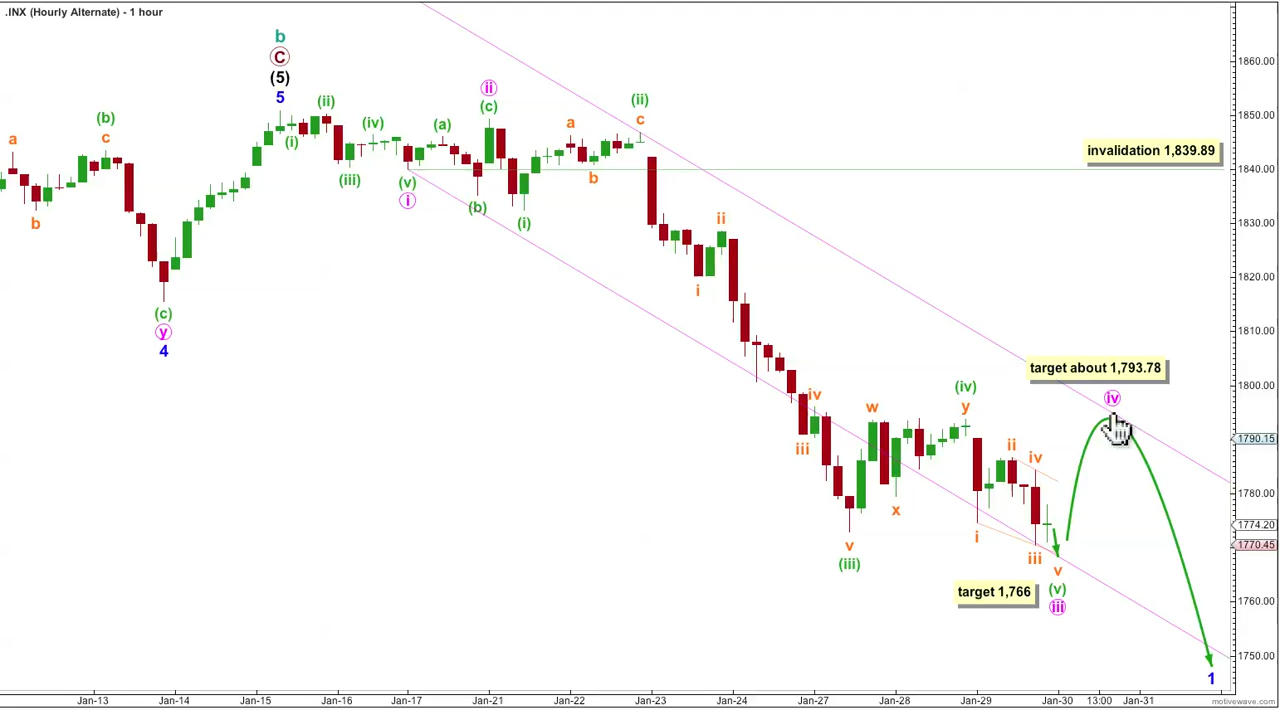 .INX (Hourly Alternate) - 1 hour
b
C
(5)
5
(i)
(ii)
(iii)
(iv)
(v)
i
a
b
(b)
c
(c)
y
4
(a)
(b)
ii
(c)
(i)
a
b
(ii)
c
i
ii
iii
iv
v
(iii)
w
x
(iv)
y
i
ii
iii
iv
v
(v)
iii
target 1,766
target about 1,793.78
iv
1
invalidation 1,839.89
1860.00
1850.00
1840.00
1830.00
1820.00
1810.00
1800.00
1790.15
1780.00
1774.20
1770.45
1760.00
1750.00
Jan-13
Jan-14
Jan-15
Jan-16
Jan-17
Jan-21
Jan-22
Jan-23
Jan-24
Jan-27
Jan-28
Jan-29
Jan-30
13:00
Jan-31
motivewave.com